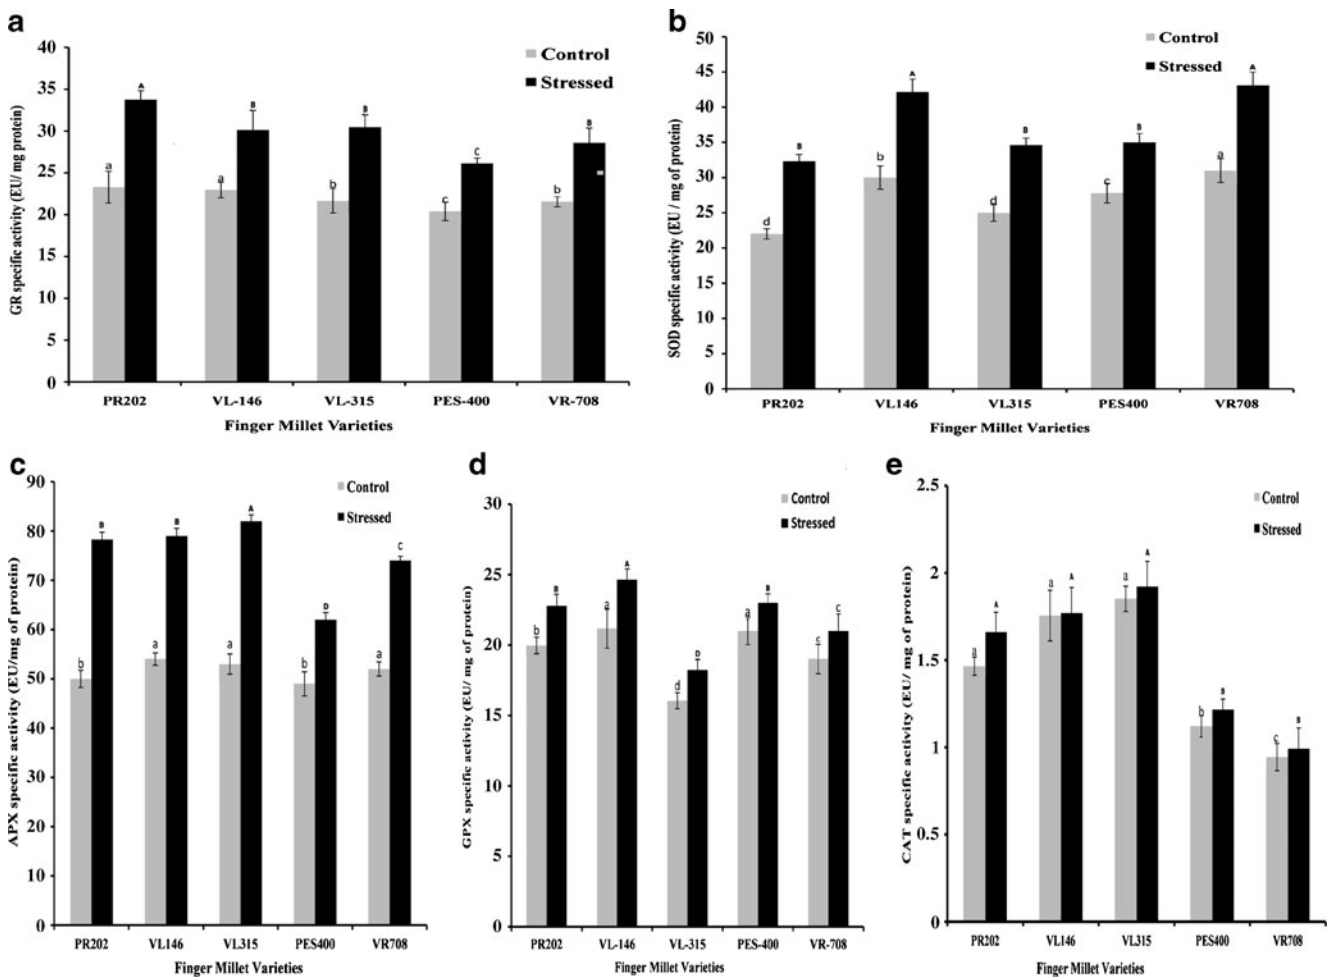 a
GR specific activity (EU/ mg protein)
40
35
30
25
20
15
10
5
0
Control
Stressed
a A
a B
b B
c C
b B
PR202 VL-146 VL-315 PES-400 VR-708
Finger Millet Varieties
b
SOD specific activity (EU / mg of protein)
50
45
40
35
30
25
20
15
10
5
0
Control
Stressed
d B
b A
d B
c B
a A
PR202 VL146 VL315 PES400 VR708
Finger Millet Varieties
c
APX specific activity (EU/mg of protein)
90
80
70
60
50
40
30
20
10
0
Control
Stressed
b B
a B
a A
b D
a C
PR202 VL146 VL315 PES400 VR708
Finger Millet Varieties
d
GPX specific activity (EU/ mg of protein)
30
25
20
15
10
5
0
Control
Stressed
b B
a A
d D
a B
c C
PR202 VL-146 VL-315 PES-400 VR-708
Finger Millet Varieties
e
CAT specific activity (EU/ mg of protein)
2.5
2
1.5
1
0.5
0
Control
Stressed
a A
a A
a A
b B
c B
PR202 VL146 VL315 PES400 VR708
Finger Millet Varieties